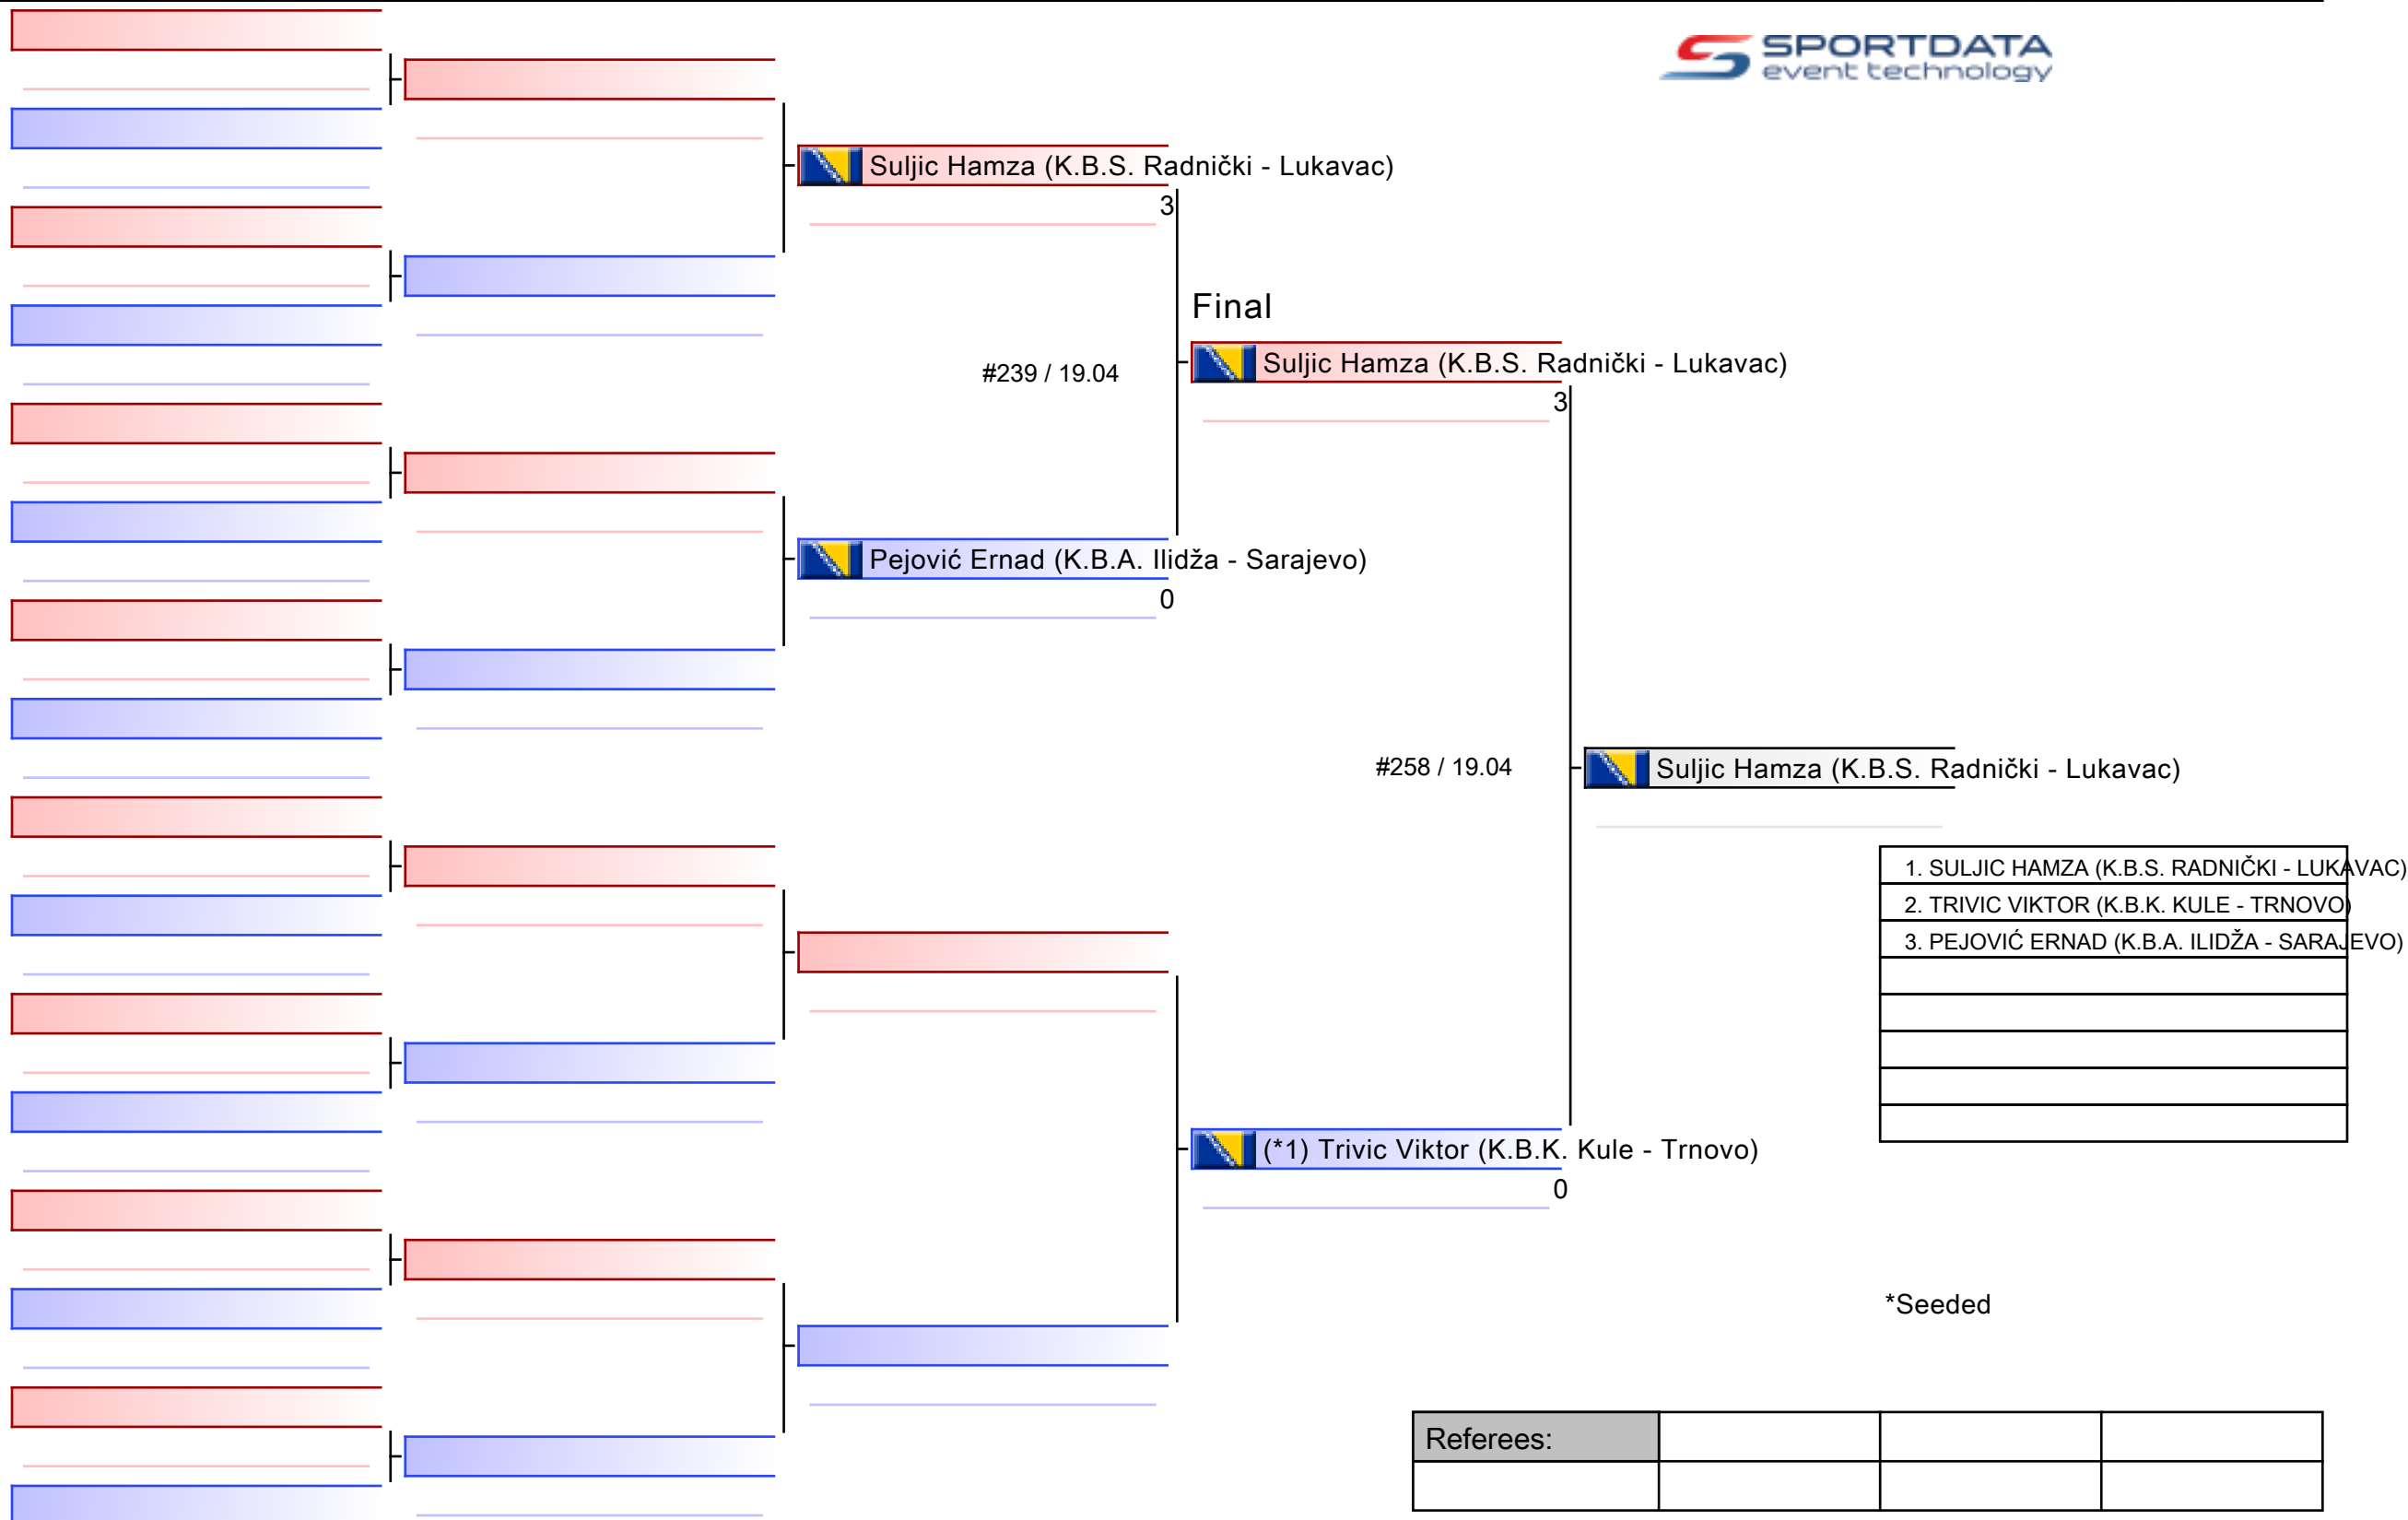 SPORTDATA
event technology
Suljic Hamza (K.B.S. Radnički - Lukavac)
3
Final
#239 / 19.04
Suljic Hamza (K.B.S. Radnički - Lukavac)
3
Pejović Ernad (K.B.A. Ilidža - Sarajevo)
0
#258 / 19.04
Suljic Hamza (K.B.S. Radnički - Lukavac)
1. SULJIC HAMZA (K.B.S. RADNIČKI - LUKAVAC)
2. TRIVIC VIKTOR (K.B.K. KULE - TRNOVO)
3. PEJOVIĆ ERNAD (K.B.A. ILIDŽA - SARAJEVO)
(*1) Trivic Viktor (K.B.K. Kule - Trnovo)
0
*Seeded
Referees: